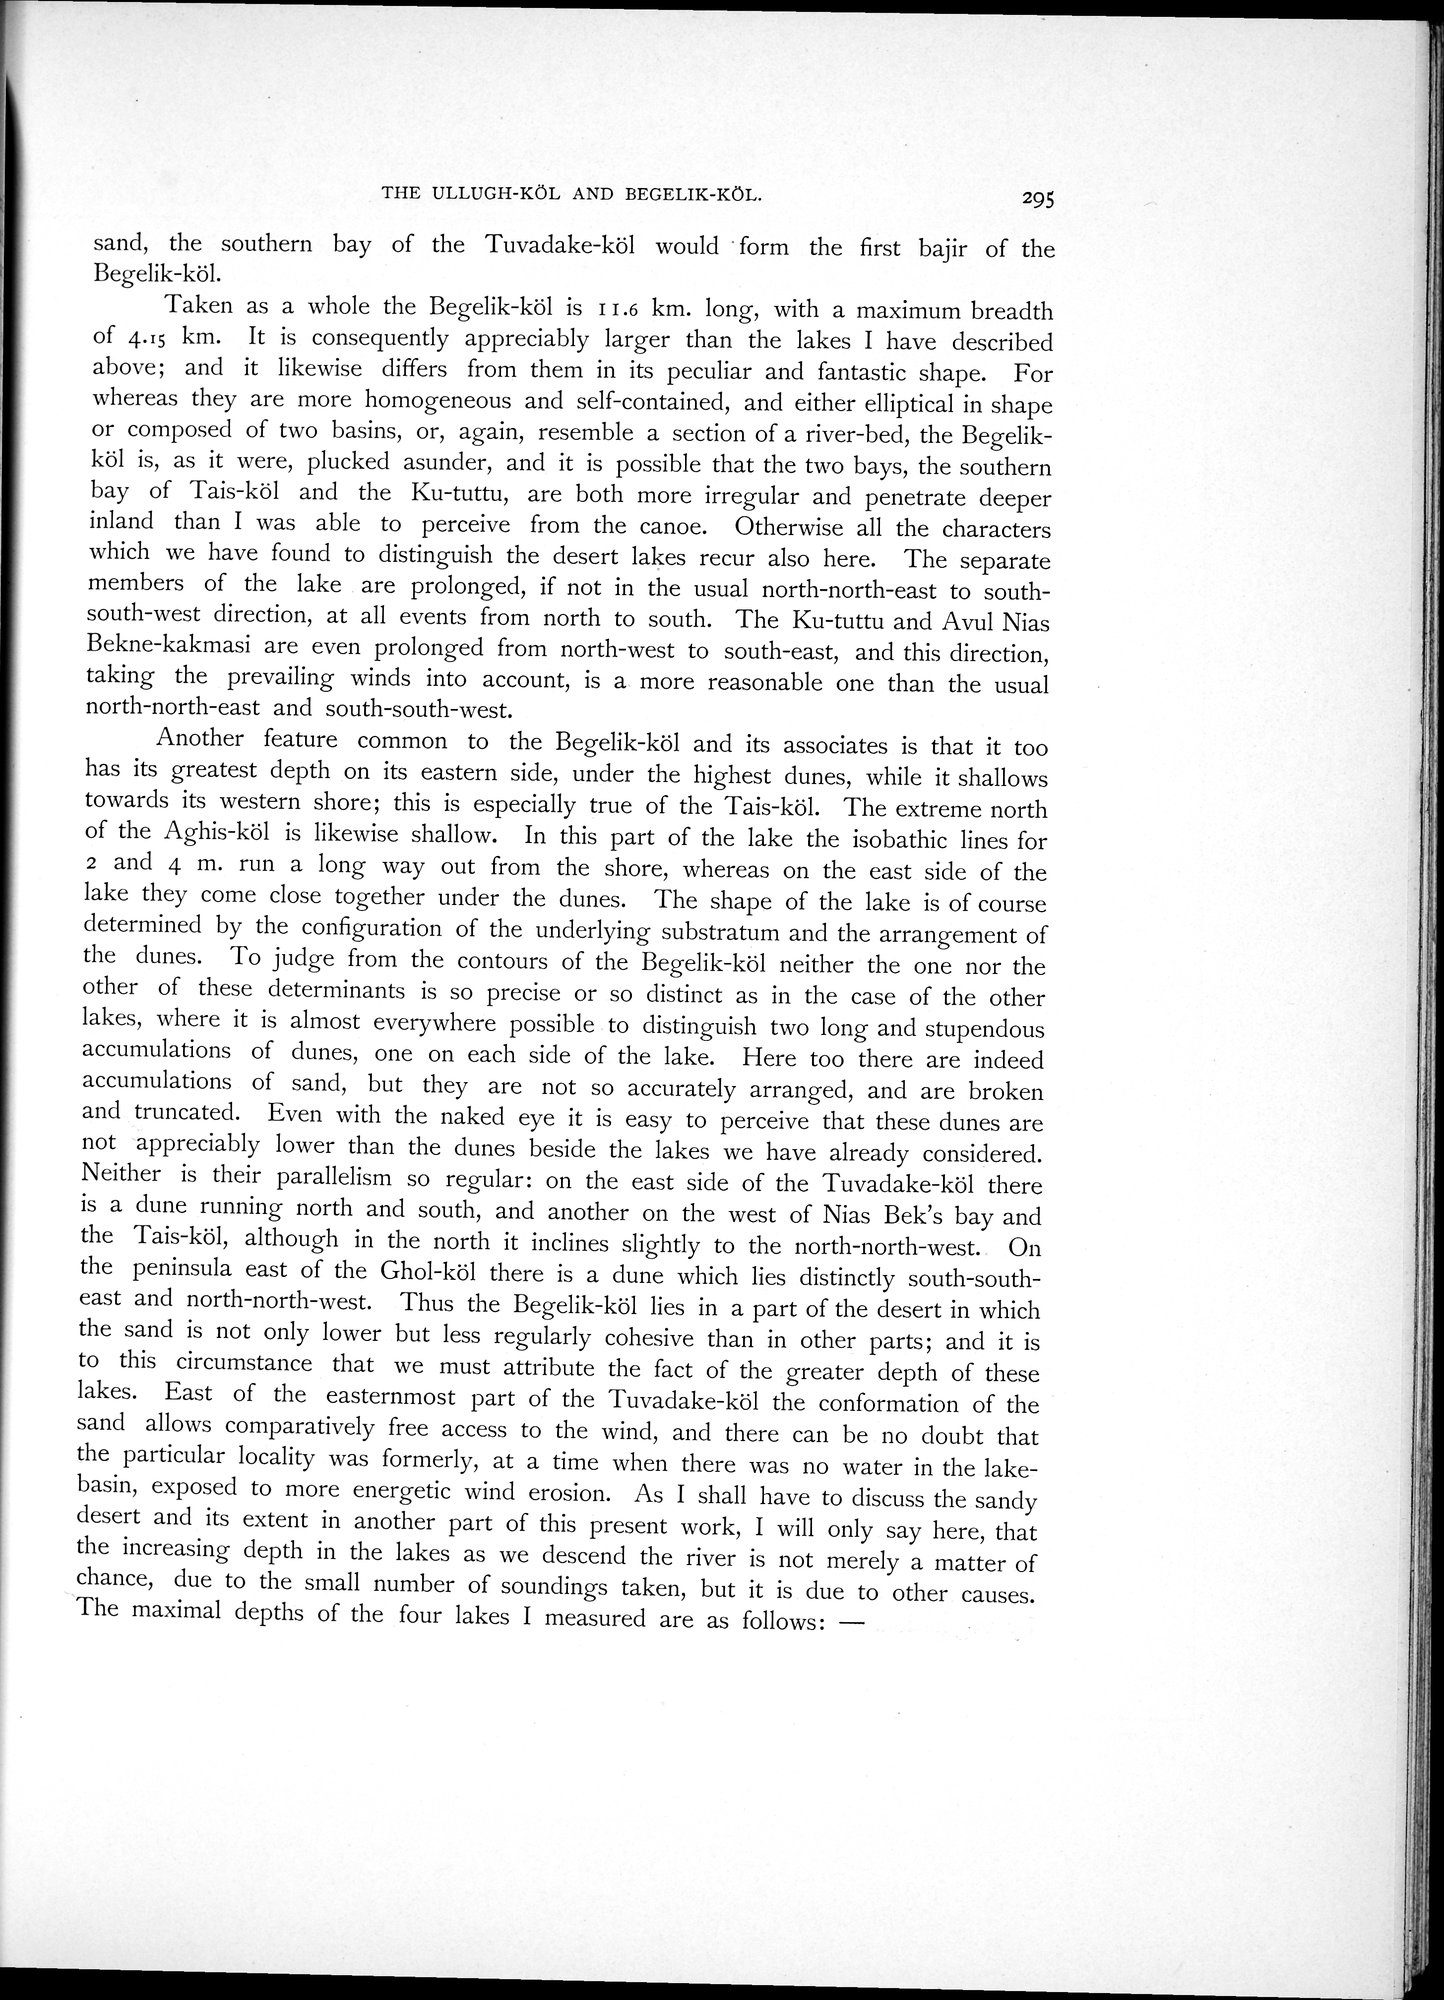 THE ULLUGH-KÖL AND BEGELIK-KÖL. 295
sand, the southern bay of the Tuvadake-köl would form the first bajir of the
Begelik-köl.
Taken as a whole the Begelik-köl is 11.6 km. long, with a maximum breadth
of 4.15 km. It is consequently appreciably larger than the lakes I have described
above; and it likewise differs from them in its peculiar and fantastic shape. For
whereas they are more homogeneous and self-contained, and either elliptical in shape
or composed of two basins, or, again, resemble a section of a river-bed, the Begelik-
köl is, as it were, plucked asunder, and it is possible that the two bays, the southern
bay of Tais-köl and the Ku-tuttu, are both more irregular and penetrate deeper
inland than I was able to perceive from the canoe. Otherwise all the characters
which we have found to distinguish the desert lakes recur also here. The separate
members of the lake are prolonged, if not in the usual north-north-east to south-
south-west direction, at all events from north to south. The Ku-tuttu and Avul Nias
Bekne-kakmasi are even prolonged from north-west to south-east, and this direction,
taking the prevailing winds into account, is a more reasonable one than the usual
north-north-east and south-south-west.
Another feature common to the Begelik-köl and its associates is that it too
has its greatest depth on its eastern side, under the highest dunes, while it shallows
towards its western shore; this is especially true of the Tais-köl. The extreme north
of the Aghis-köl is likewise shallow. In this part of the lake the isobathic lines for
2 and 4 m. run a long way out from the shore, whereas on the east side of the
lake they come close together under the dunes. The shape of the lake is of course
determined by the configuration of the underlying substratum and the arrangement of
the dunes. To judge from the contours of the Begelik-köl neither the one nor the
other of these determinants is so precise or so distinct as in the case of the other
lakes, where it is almost everywhere possible to distinguish two long and stupendous
accumulations of dunes, one on each side of the lake. Here too there are indeed
accumulations of sand, but they are not so accurately arranged, and are broken
and truncated. Even with the naked eye it is easy to perceive that these dunes are
not appreciably lower than the dunes beside the lakes we have already considered.
Neither is their parallelism so regular: on the east side of the Tuvadake-köl there
is a dune running north and south, and another on the west of Nias Bek's bay and
the Tais-köl, although in the north it inclines slightly to the north-north-west. On
the peninsula east of the Ghol-köl there is a dune which lies distinctly south-south-
east and north-north-west. Thus the Begelik-köl lies in a part of the desert in which
the sand is not only lower but less regularly cohesive than in other parts; and it is
to this circumstance that we must attribute the fact of the greater depth of these
lakes. East of the easternmost part of the Tuvadake-köl the conformation of the
sand allows comparatively free access to the wind, and there can be no doubt that
the particular locality was formerly, at a time when there was no water in the lake-
basin, exposed to more energetic wind erosion. As I shall have to discuss the sandy
desert and its extent in another part of this present work, I will only say here, that
the increasing depth in the lakes as we descend the river is not merely a matter of
chance, due to the small number of soundings taken, but it is due to other causes.
The maximal depths of the four lakes I measured are as follows: —